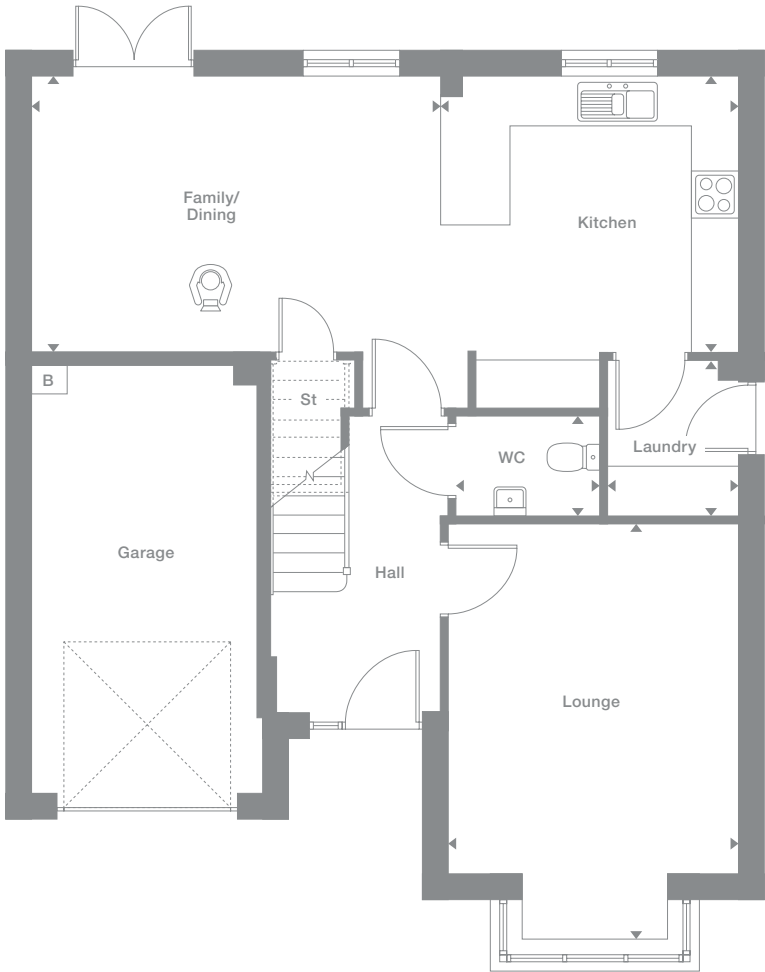 Family/
Dining
Kitchen
B
St
WC
Laundry
Garage
Hall
Lounge